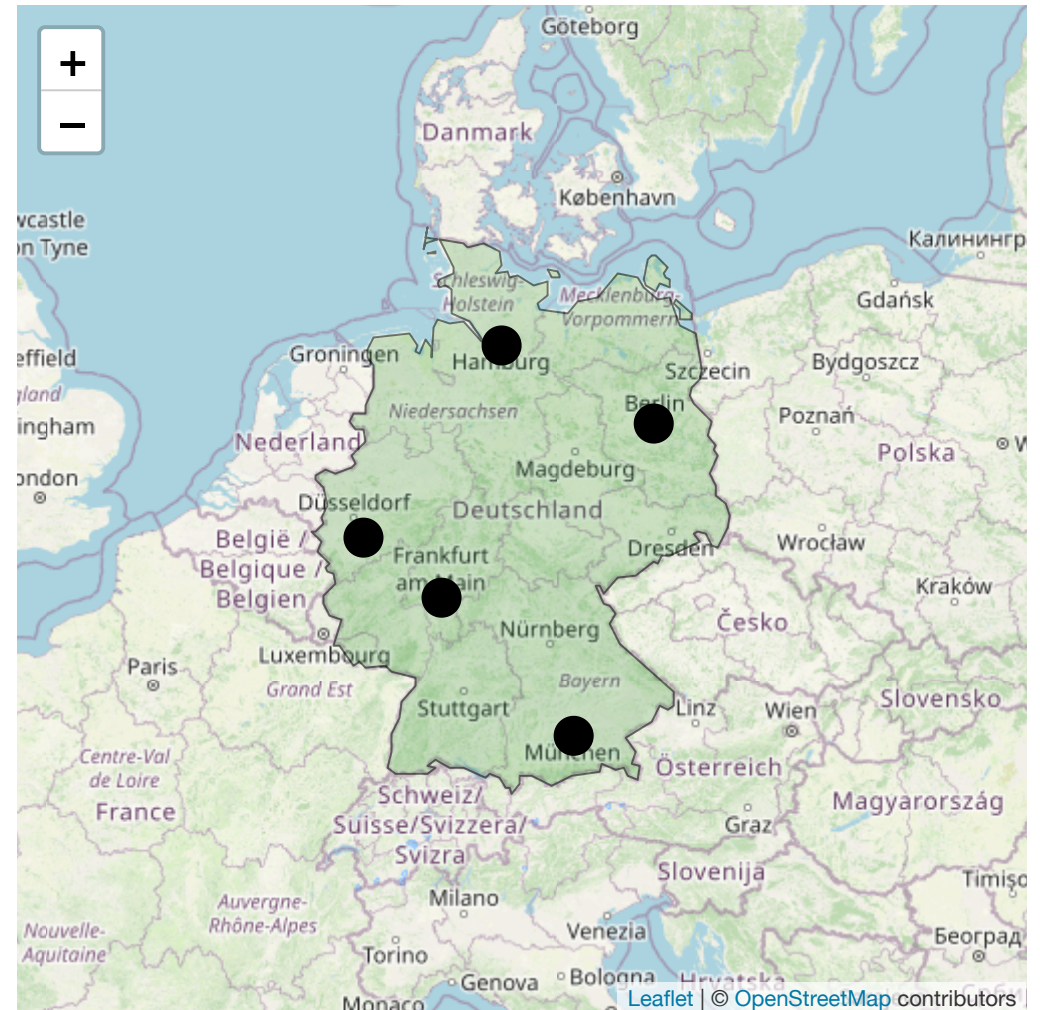 +
−
Göteborg
Danmark
København
wcastle
on Tyne
Калинингр
Schleswig-
Holstein
Mecklenburg-
Vorpommern
Gdańsk
Groningen
effield
Hamburg
Szczecin
Bydgoszcz
gland
ingham
Niedersachsen
Berlin
Poznań
Nederland
Polska
W
ondon
Magdeburg
Düsseldorf
Deutschland
België /
Belgique /
Belgien
Frankfurt
am Main
Dresden
Wrocław
Kraków
Nürnberg
Česko
Luxembourg
Paris
Grand Est
Bayern
Slovensko
Stuttgart
Linz
Wien
München
Centre-Val
de Loire
Österreich
France
Schweiz/
Suisse/Svizzera/
Svizra
Magyarország
Graz
Slovenija
Timișo
Milano
Auvergne-
Rhône-Alpes
Nouvelle-
Aquitaine
Venezia
Београд
Torino
Genova
Bologna
Hrvatska
Monaco
Leaflet | © OpenStreetMap contributors